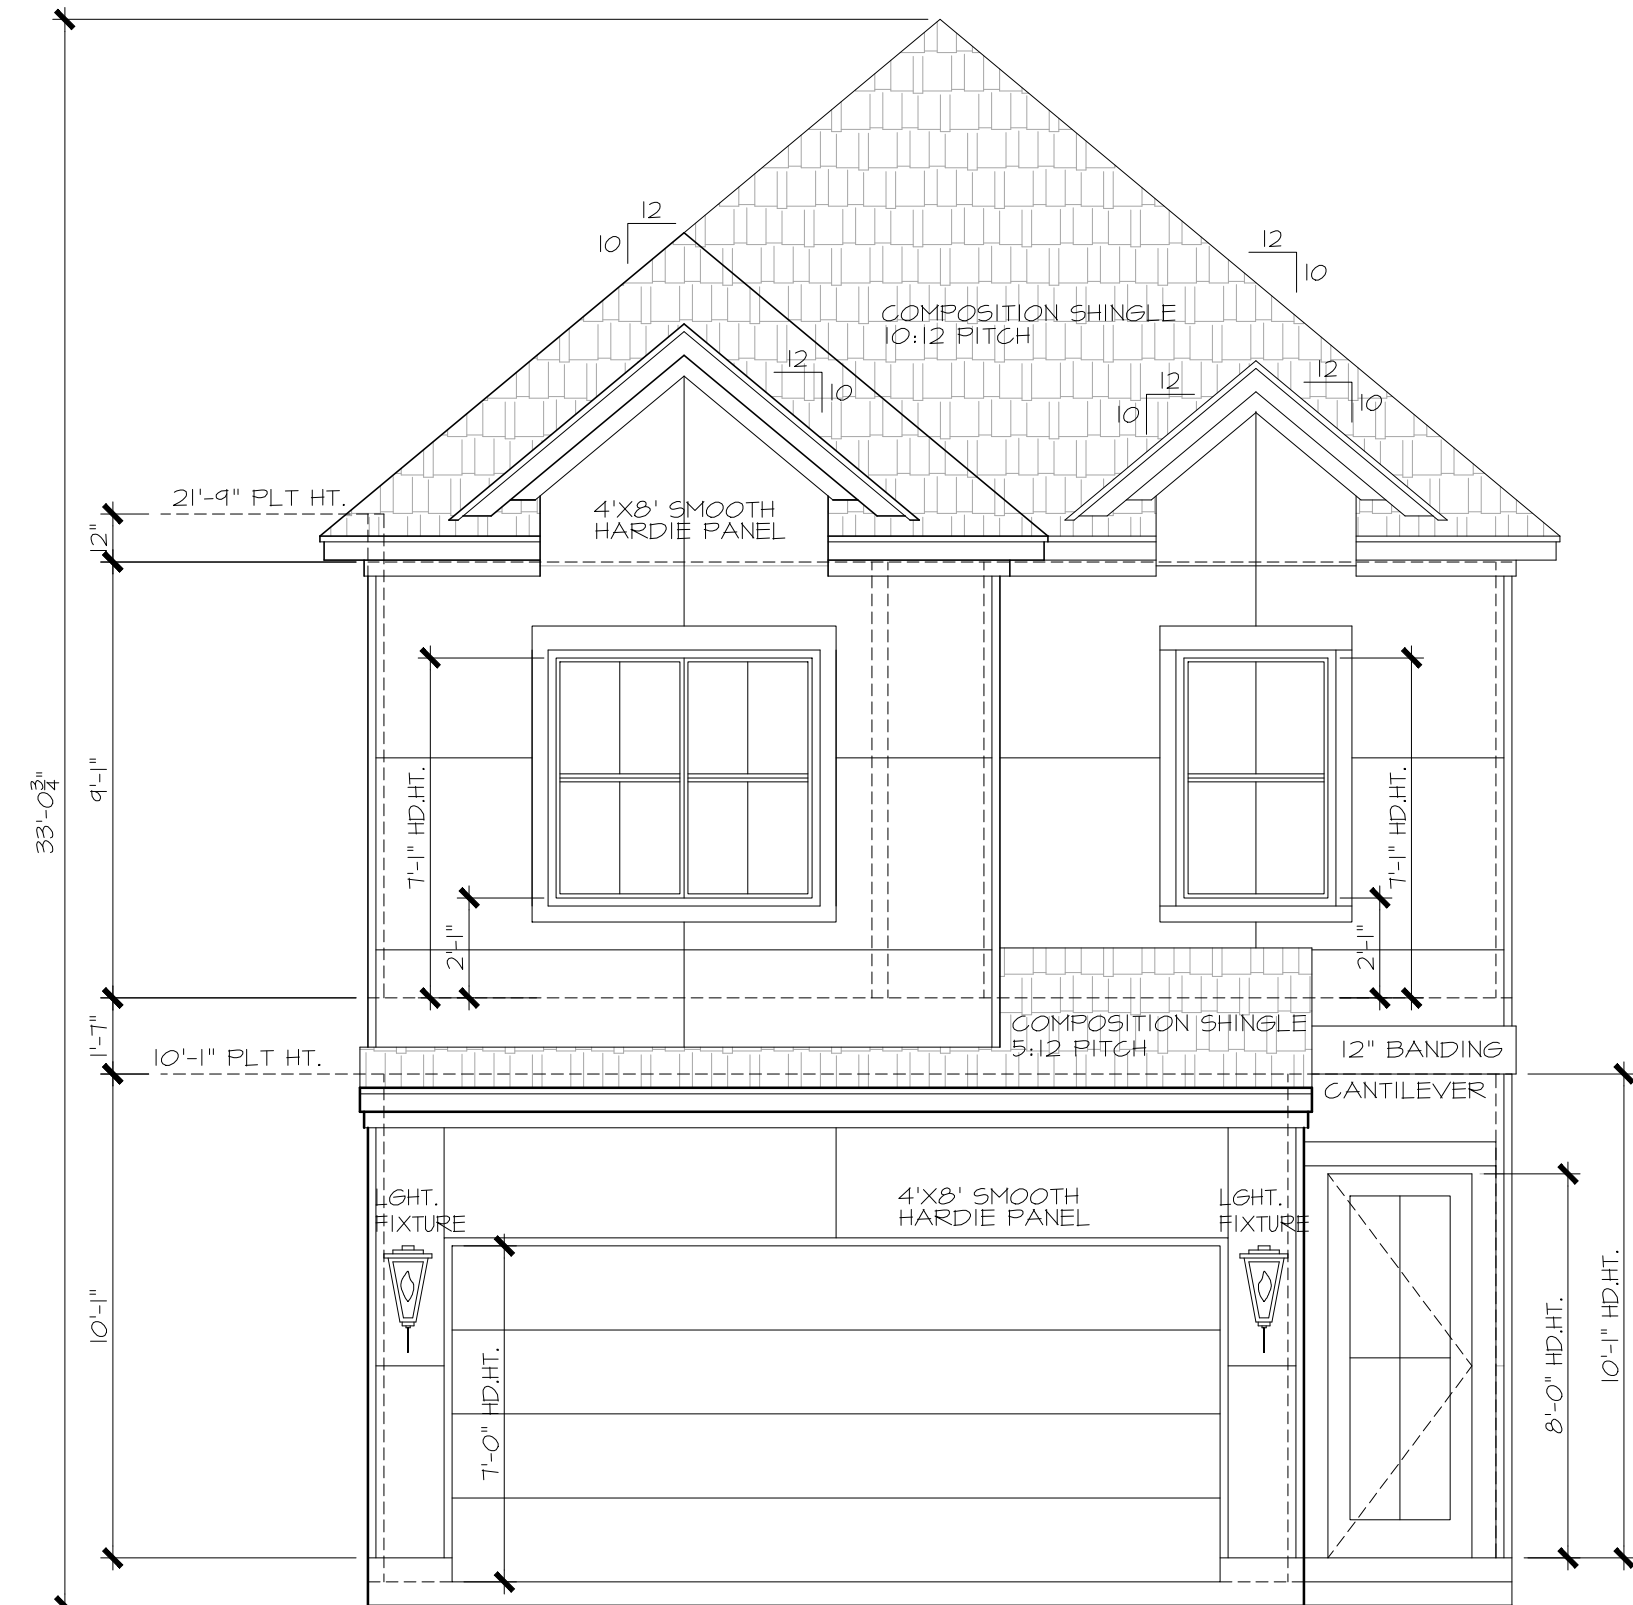 12
10
12
10
COMPOSITION SHINGLE
10:12 PITCH
12
10
12
10
12
10
21'-9" PLT HT.
12"
4'X8' SMOOTH
HARDIE PANEL
33'-0 3/4"
9'-1"
7'-1" HD.HT.
7'-1" HD.HT.
2'-1"
2'-1"
1'-7"
COMPOSITION SHINGLE
5:12 PITCH
10'-1" PLT HT.
12" BANDING
CANTILEVER
LGHT.
FIXTURE
4'X8' SMOOTH
HARDIE PANEL
LGHT.
FIXTURE
10'-1"
7'-0" HD.HT.
8'-0" HD.HT.
10'-1" HD.HT.